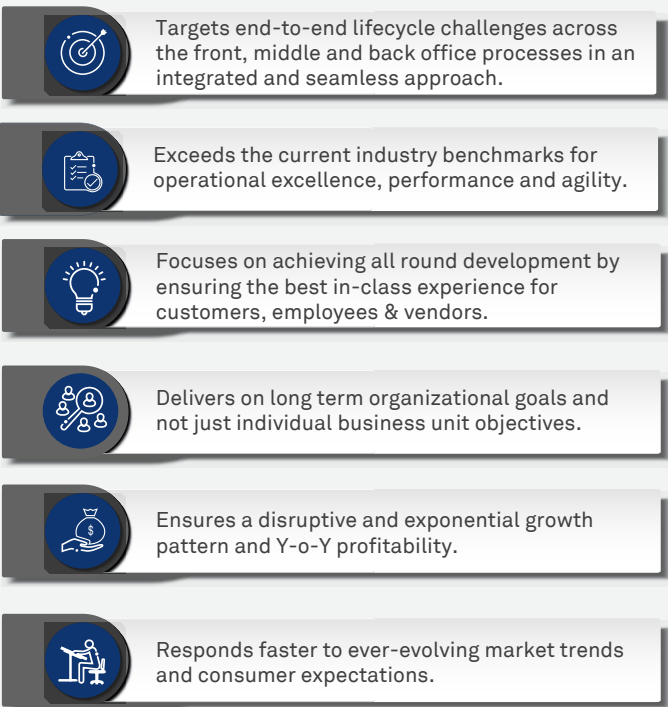 Targets end-to-end lifecycle challenges across
the front, middle and back office processes in an
integrated and seamless approach.
Exceeds the current industry benchmarks for
operational excellence, performance and agility.
Focuses on achieving all round development by
ensuring the best in-class experience for
customers, employees & vendors.
Delivers on long term organizational goals and
not just individual business unit objectives.
$
Ensures a disruptive and exponential growth
pattern and Y-o-Y profitability.
Responds faster to ever-evolving market trends
and consumer expectations.